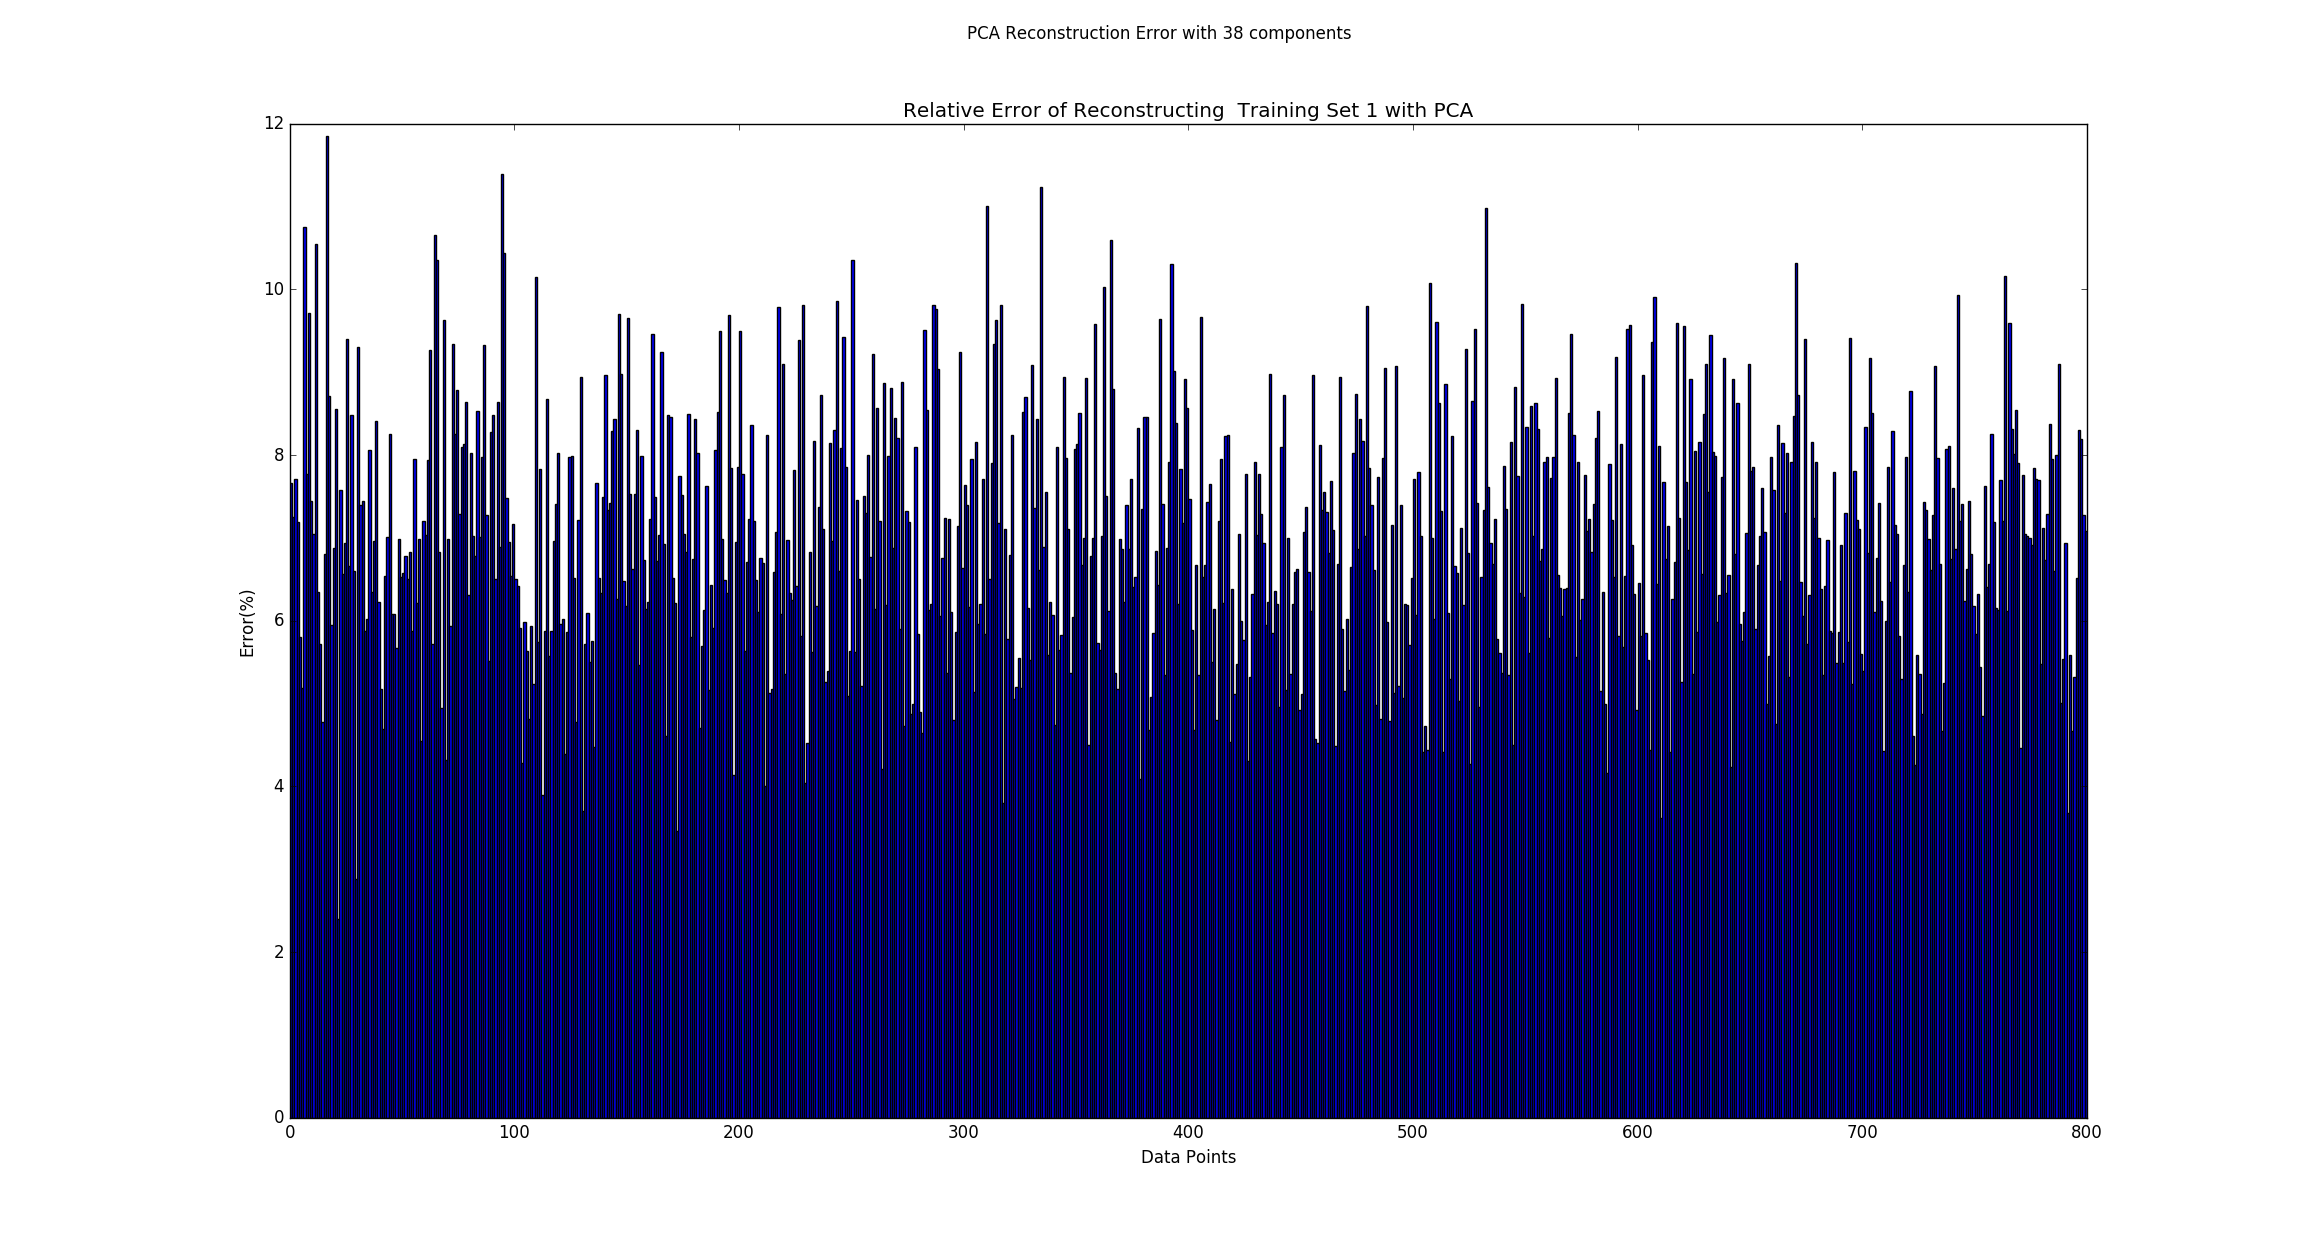 PCA Reconstruction Error with 38 components
Relative Error of Reconstructing  Training Set 1 with PCA
12
10
8
6
4
2
0
Error(%)
0 100 200 300 400 500 600 700 800
Data Points